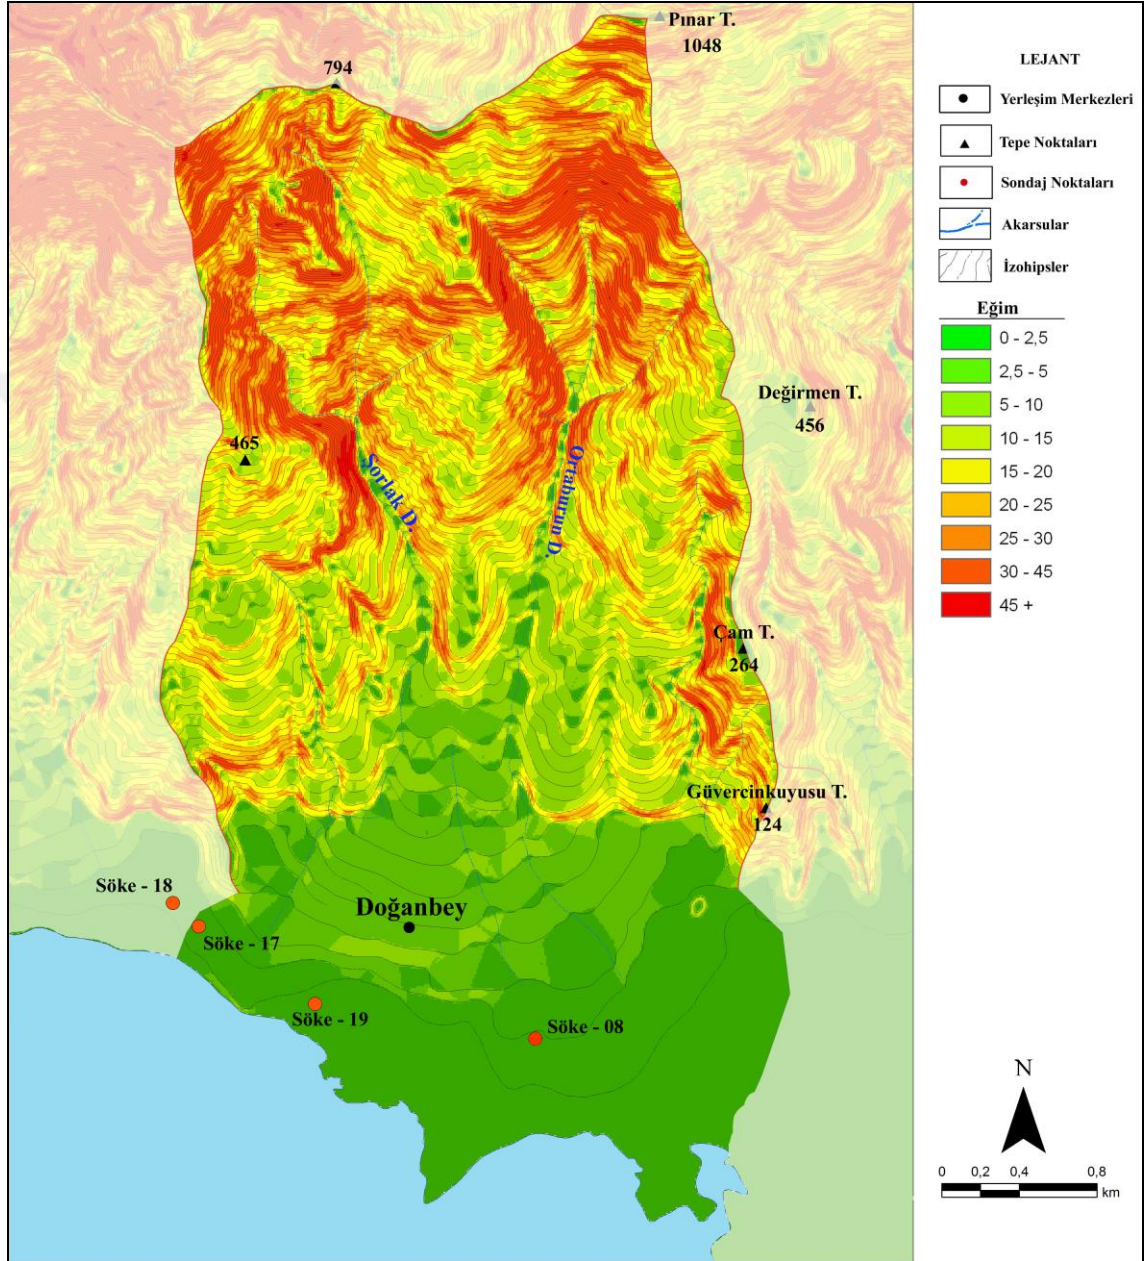 Pınar T.
1048
794
Değirmen T.
456
465
Sorlak D.
Ortaburun D.
Çam T.
264
Güvercinkuyusu T.
124
Söke - 18
Doğanbey
Söke - 17
Söke - 19
Söke - 08
LEJANT
Yerleşim Merkezleri
Tepe Noktaları
Sondaj Noktaları
Akarsular
İzohipsler
Eğim
0 - 2,5
2,5 - 5
5 - 10
10 - 15
15 - 20
20 - 25
25 - 30
30 - 45
45 +
N
0 0,2 0,4 0,8
km